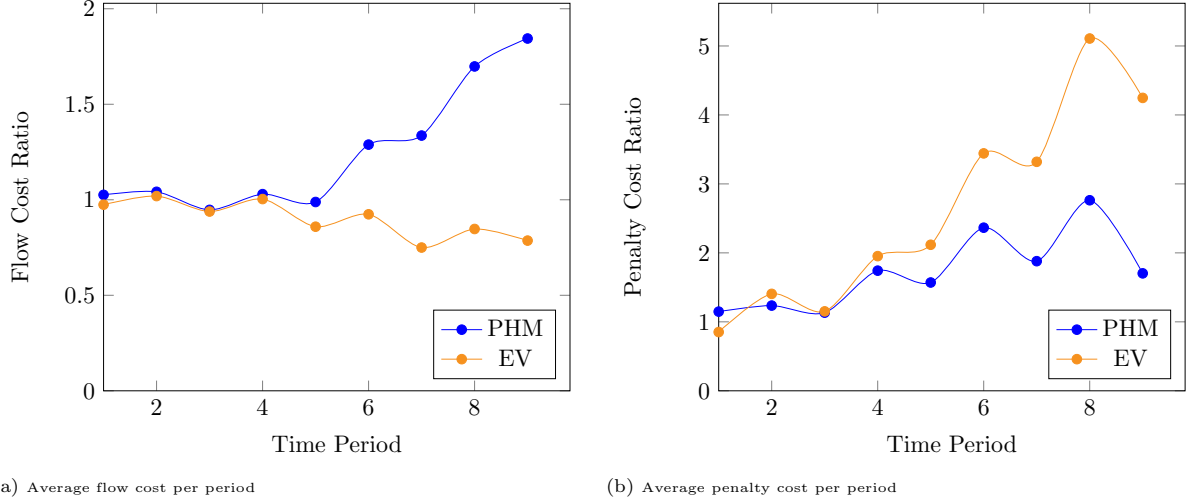 2
1.5
1
0.5
0
2
4
6
8
Flow Cost Ratio
Time Period
PHM
EV
a) Average flow cost per period
5
4
3
2
1
0
2
4
6
8
Penalty Cost Ratio
Time Period
PHM
EV
(b) Average penalty cost per period